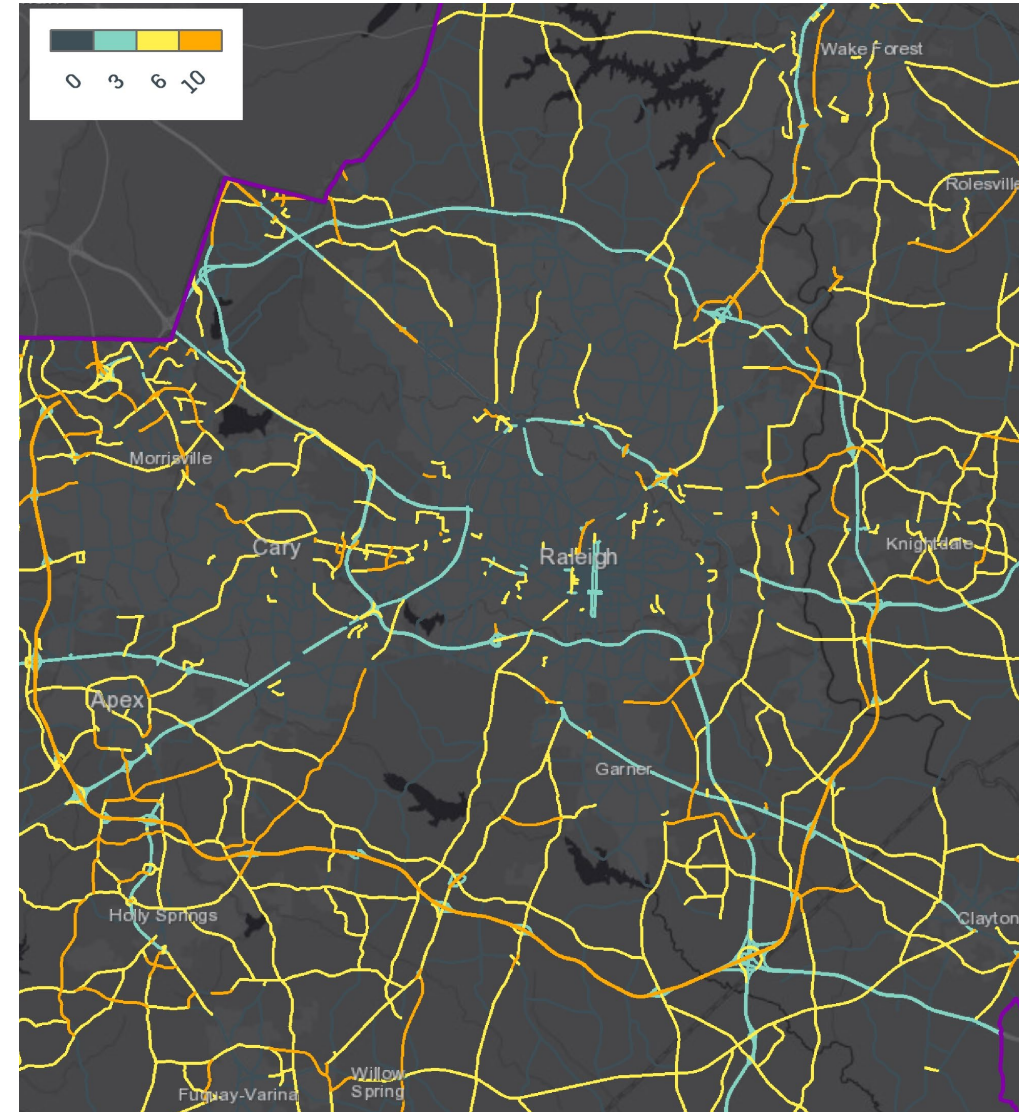 0 3 6 10
Wake Forest
Rolesville
Morrisville
Cary
Raleigh
Knightdale
Apex
Garner
Holly Springs
Clayton
Willow
Spring
Fuquay-Varina